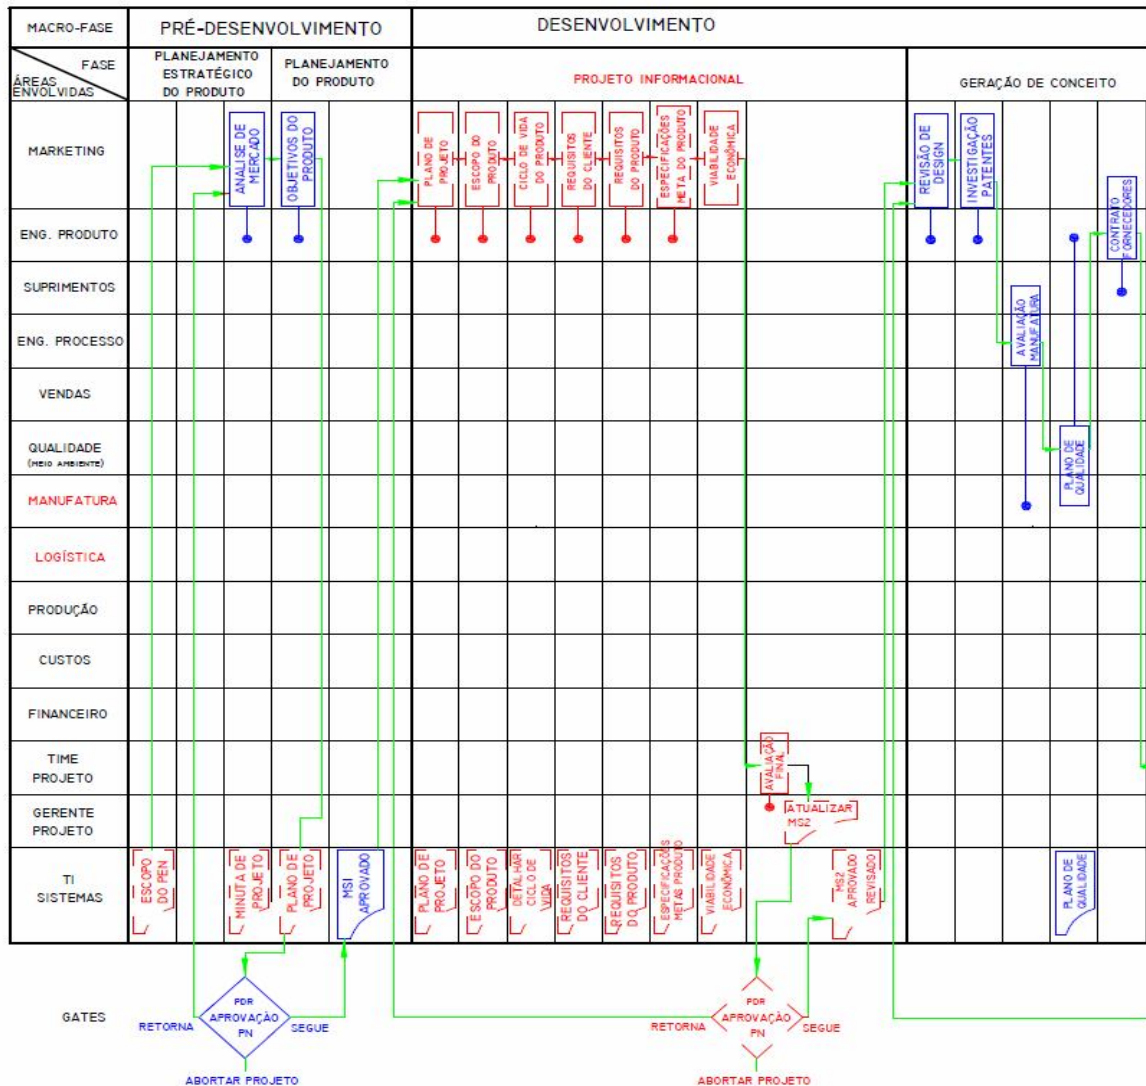 MACRO-FASE
PRÉ-DESENVOLVIMENTO
DESENVOLVIMENTO
FASE
ÁREAS
ENVOLVIDAS
PLANEJAMENTO
ESTRATÉGICO
DO PRODUTO
PLANEJAMENTO
DO PRODUTO
PROJETO INFORMACIONAL
GERAÇÃO DE CONCEITO
MARKETING
ANÁLISE DE
MERCADO
OBJETIVOS DO
PRODUTO
PLANO DE
PROJETO
ESCOPO DO
PRODUTO
CICLO DE VIDA
DO PRODUTO
REQUISITOS
DO CLIENTE
REQUISITOS
DO PRODUTO
ESPECIFICAÇÕES
META DO PRODUTO
VIABILIDADE
ECONÔMICA
REVISÃO DE
DESIGN
INVESTIGAÇÃO
PATENTES
ENG. PRODUTO
CONTRATO
FORNECEDORES
SUPRIMENTOS
ENG. PROCESSO
AVALIAÇÃO
MANUFATURA
VENDAS
QUALIDADE
(MEIO AMBIENTE)
PLANO DE
QUALIDADE
MANUFATURA
LOGÍSTICA
PRODUÇÃO
CUSTOS
FINANCEIRO
TIME
PROJETO
AVALIAÇÃO
FINAL
GERENTE
PROJETO
ATUALIZAR
MS2
TI
SISTEMAS
ESCOPO
DO PEN
MINUTA DE
PROJETO
PLANO DE
PROJETO
MS1
APROVADO
PLANO DE
PROJETO
ESCOPO DO
PRODUTO
DETALHAR
CICLO DE
VIDA
REQUISITOS
DO CLIENTE
REQUISITOS
DO PRODUTO
ESPECIFICAÇÕES
METAS PRODUTO
VIABILIDADE
ECONÔMICA
MS2
APROVADO
REVISADO
PLANO DE
QUALIDADE
GATES
PDR
APROVAÇÃO
PN
RETORNA
SEGUE
ABORTAR PROJETO
PDR
APROVAÇÃO
PN
RETORNA
SEGUE
ABORTAR PROJETO